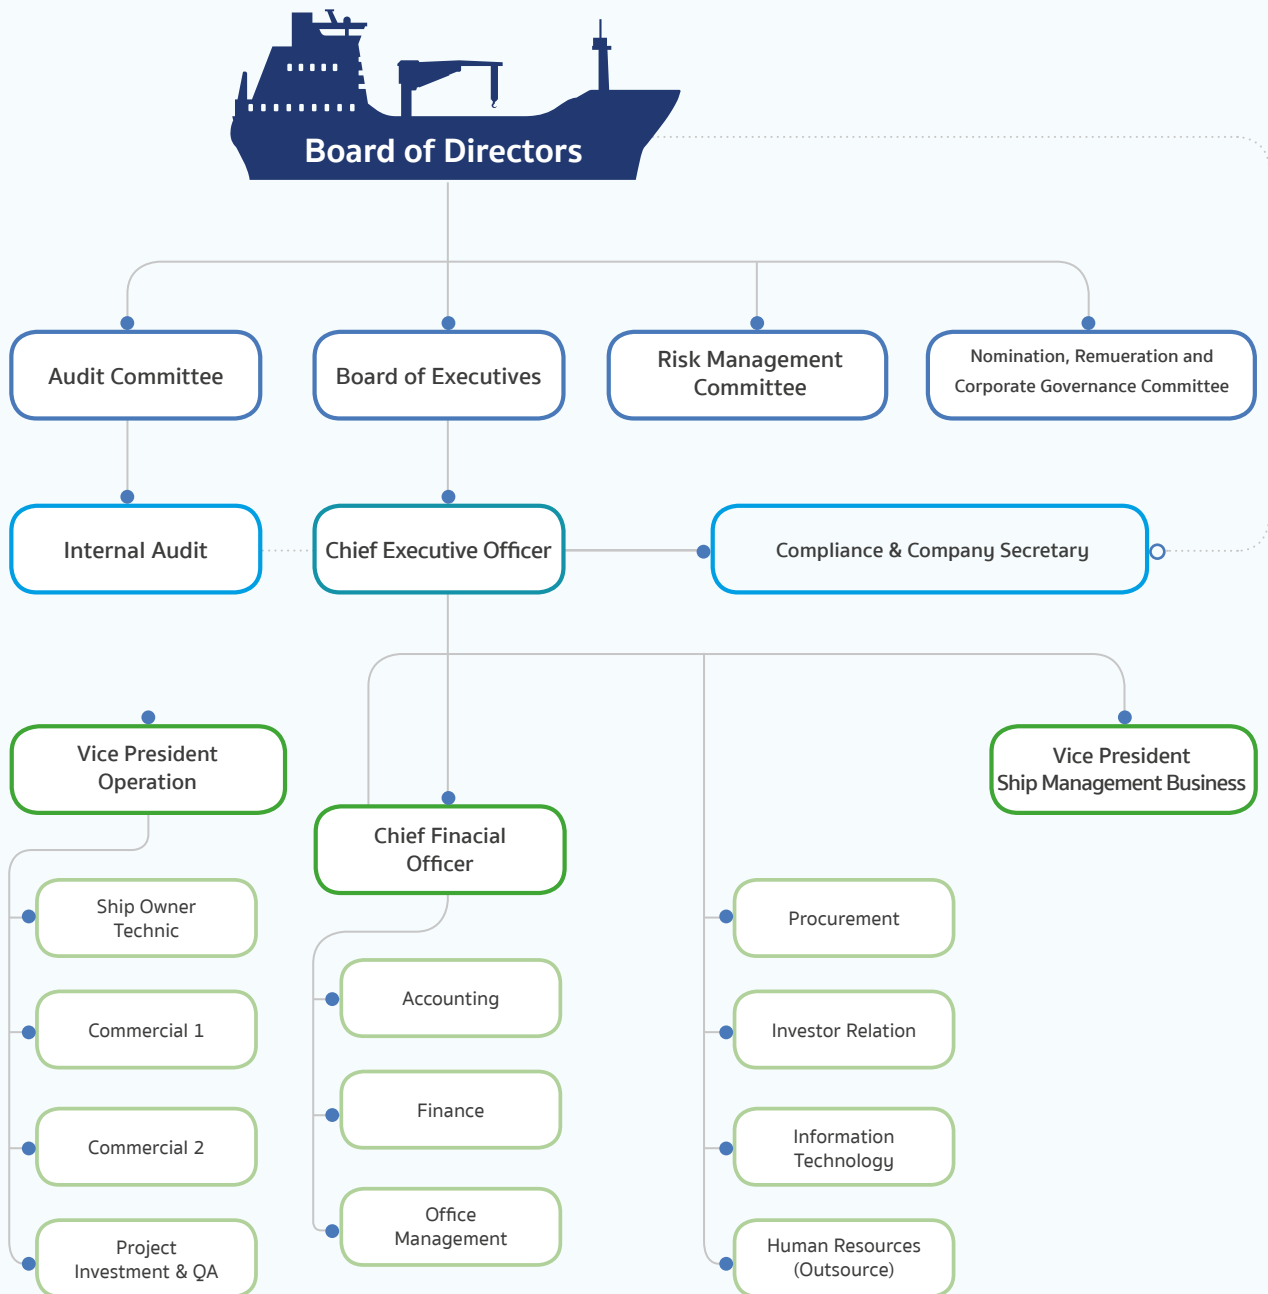 Board of Directors
Audit Committee
Board of Executives
Risk Management
Committee
Nomination, Remueration and
Corporate Governance Committee
Internal Audit
Chief Executive Officer
Compliance & Company Secretary
Vice President
Operation
Chief Finacial
Officer
Vice President
Ship Management Business
Ship Owner
Technic
Commercial 1
Commercial 2
Project
Investment & QA
Accounting
Finance
Office
Management
Procurement
Investor Relation
Information
Technology
Human Resources
(Outsource)